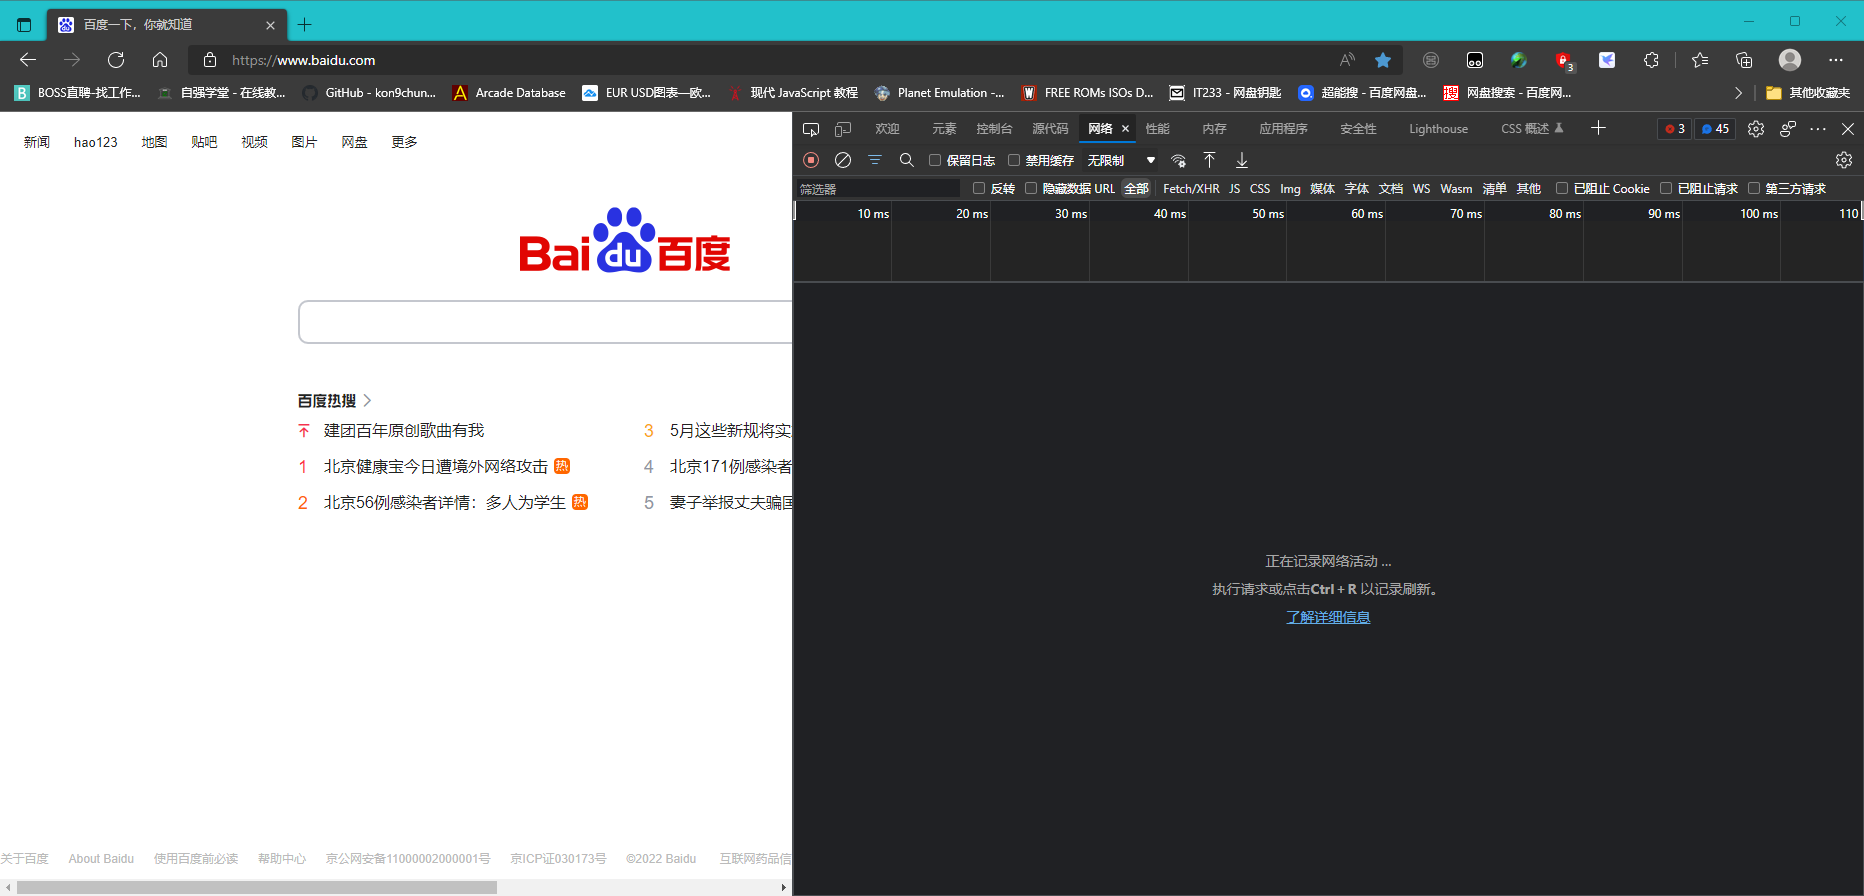 百度一下，你就知道
https://www.baidu.com
3
BOSS直聘-找工作... 自强学堂 - 在线教... GitHub - kon9chun... Arcade Database EUR USD图表—欧... 现代 JavaScript 教程 Planet Emulation -... FREE ROMs ISOs D... IT233 - 网盘钥匙 超能搜 - 百度网盘... 网盘搜索 - 百度网... 其他收藏夹
新闻 hao123 地图 贴吧 视频 图片 网盘 更多
Bai du 百度
百度热搜
建团百年原创歌曲有我
1 北京健康宝今日遭境外网络攻击 热
2 北京56例感染者详情：多人为学生 热
3 5月这些新规将实
4 北京171例感染者
5 妻子举报丈夫骗国
关于百度 About Baidu 使用百度前必读 帮助中心 京公网安备11000002000001号 京ICP证030173号 ©2022 Baidu 互联网药品信
欢迎 元素 控制台 源代码 网络 性能 内存 应用程序 安全性 Lighthouse CSS 概述 3 45
保留日志 禁用缓存 无限制
筛选器 反转 隐藏数据 URL 全部 Fetch/XHR JS CSS Img 媒体 字体 文档 WS Wasm 清单 其他 已阻止 Cookie 已阻止请求 第三方请求
10 ms 20 ms 30 ms 40 ms 50 ms 60 ms 70 ms 80 ms 90 ms 100 ms 110
正在记录网络活动 ...
执行请求或点击Ctrl + R 以记录刷新。
了解详细信息